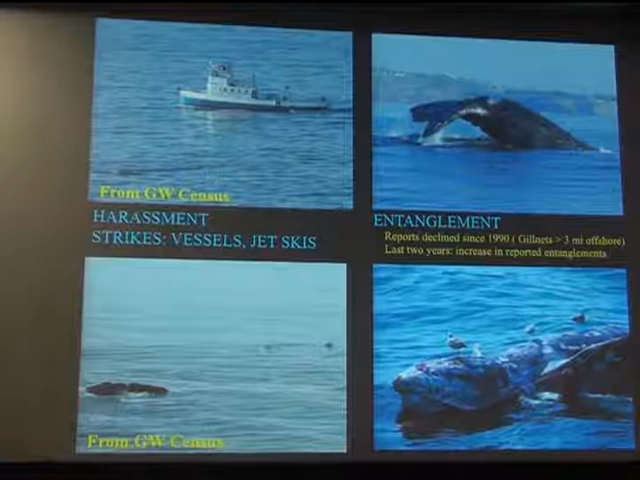 From GW Census
HARASSMENT
STRIKES: VESSELS, JET SKIS
ENTANGLEMENT
Reports declined since 1990 ( Gillnets > 3 mi offshore)
Last two years: increase in reported entanglements
From GW Census